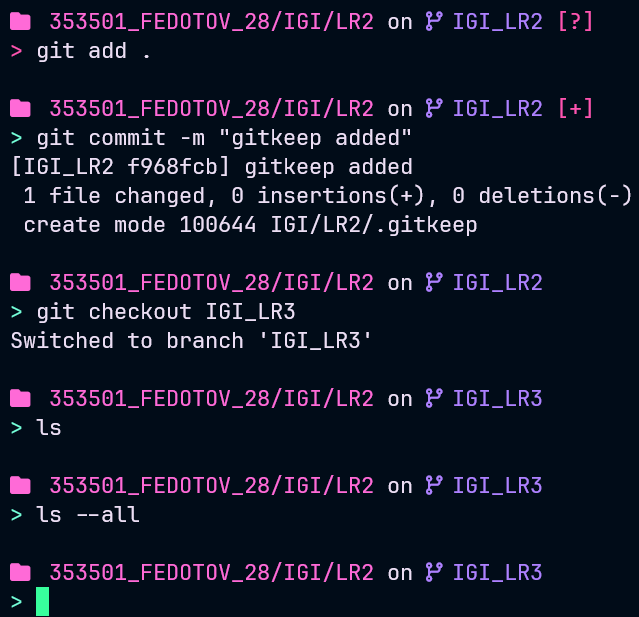 353501_FEDOTOV_28/IGI/LR2 on IGI_LR2 [?]
> git add .
353501_FEDOTOV_28/IGI/LR2 on IGI_LR2 [+]
> git commit -m "gitkeep added"
[IGI_LR2 f968fcb] gitkeep added
1 file changed, 0 insertions(+), 0 deletions(-)
create mode 100644 IGI/LR2/.gitkeep
353501_FEDOTOV_28/IGI/LR2 on IGI_LR2
> git checkout IGI_LR3
Switched to branch 'IGI_LR3'
353501_FEDOTOV_28/IGI/LR2 on IGI_LR3
> ls
353501_FEDOTOV_28/IGI/LR2 on IGI_LR3
> ls --all
353501_FEDOTOV_28/IGI/LR2 on IGI_LR3
>